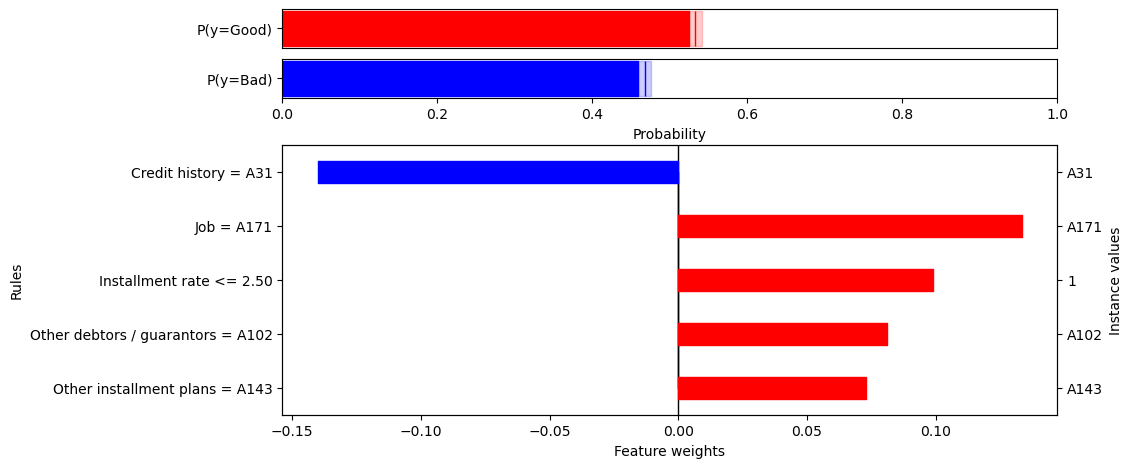 P(y=Good)
P(y=Bad)
0.0 0.2 0.4 0.6 0.8 1.0
Probability
Rules
Credit history = A31 A31
Job = A171 A171
Installment rate <= 2.50 1
Other debtors / guarantors = A102 A102
Other installment plans = A143 A143
Instance values
−0.15 −0.10 −0.05 0.00 0.05 0.10
Feature weights